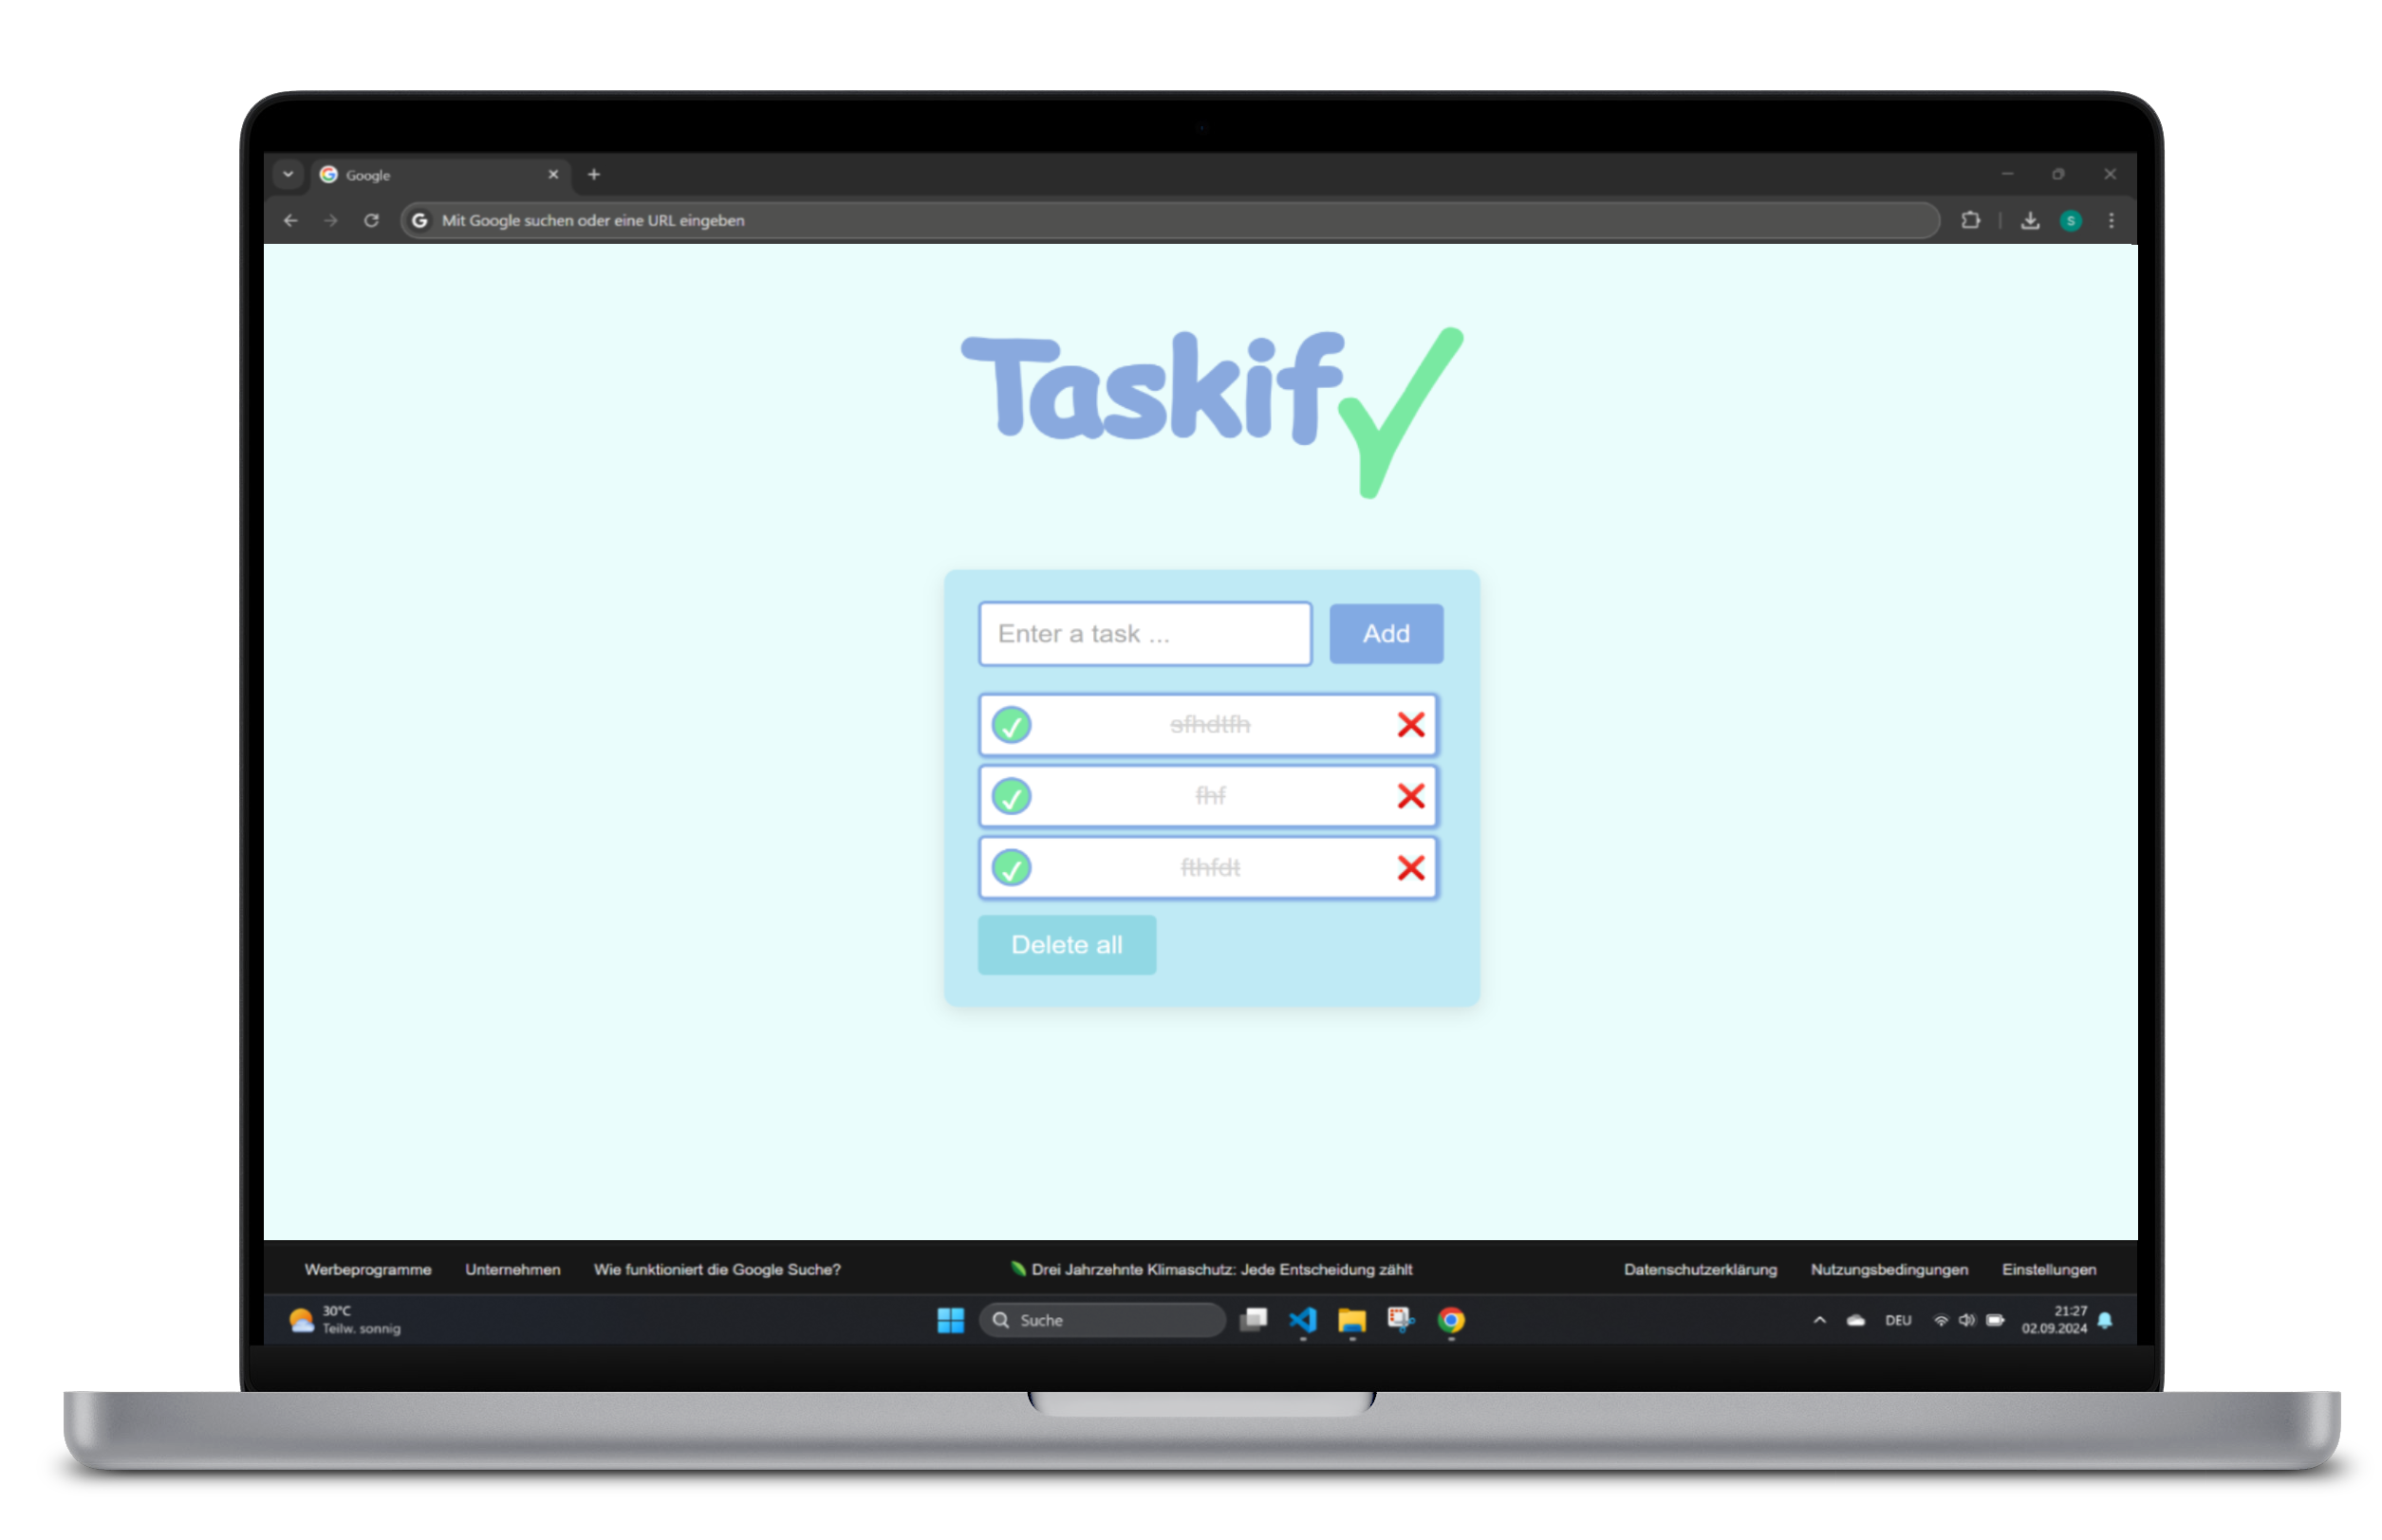 Google
Mit Google suchen oder eine URL eingeben
S
Taskify
Enter a task ...
Add
sfhdtfh
fhf
fthfdt
Delete all
Werbeprogramme Unternehmen Wie funktioniert die Google Suche? Drei Jahrzehnte Klimaschutz: Jede Entscheidung zählt Datenschutzerklärung Nutzungsbedingungen Einstellungen
30°C
Teilw. sonnig
Suche
DEU
21:27
02.09.2024